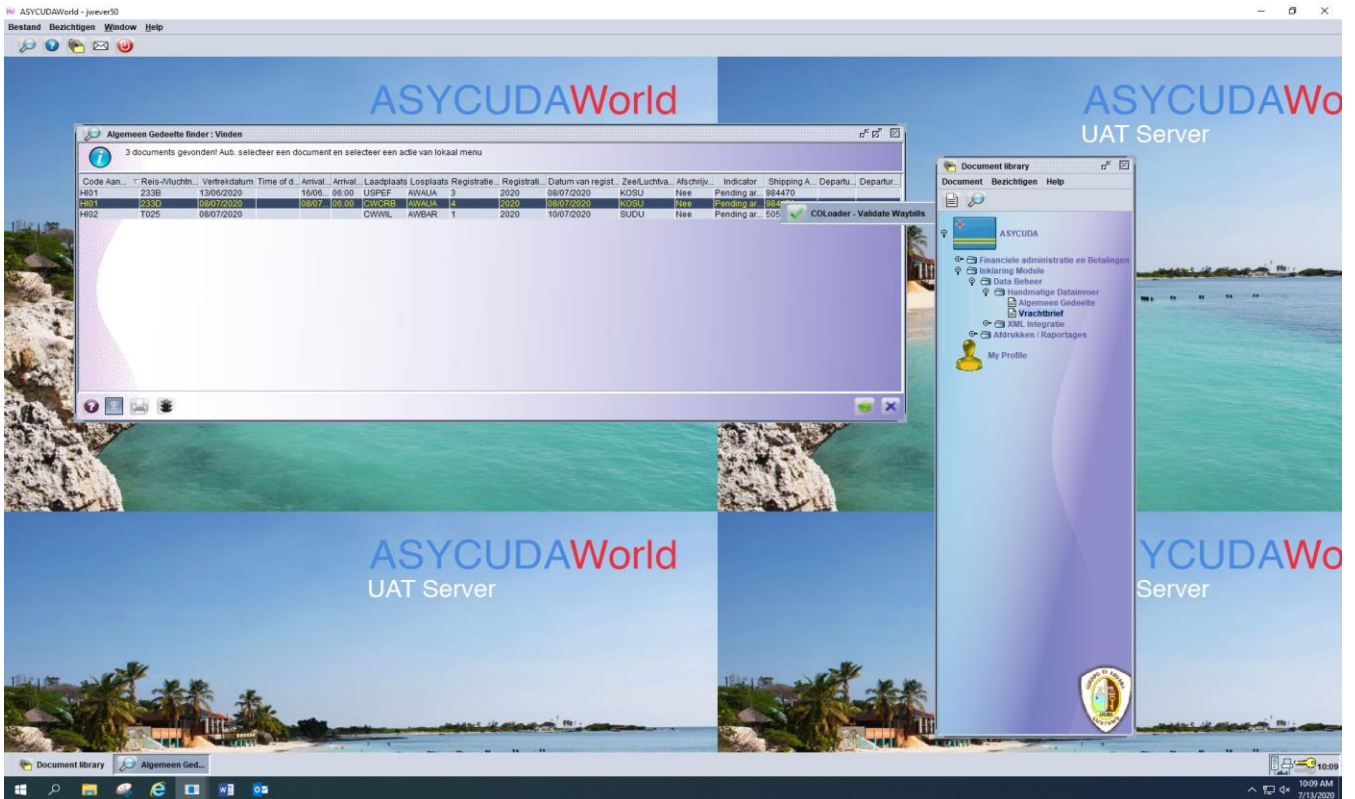 ASYCUDAWorld - jwever50
Bestand Bezichtigen Window Help
ASYCUDAWorld
ASYCUDAWo
UAT Server
Algemeen Gedeelte finder : Vinden
3 documents gevonden! Aub. selecteer een document en selecteer een actie van lokaal menu
Code Aan... Reis-/Vluchtn... Vertrekdatum Time of d... Arrival... Arrival... Laadplaats Losplaats Registratie... Registrati... Datum van regist... Zee/Luchtva... Afschrijv... Indicator Shipping A... Departu... Departur...
HI01 233B 13/06/2020 16/06... 06:00 USPEF AWAUA 3 2020 08/07/2020 KOSU Nee Pending ar... 984470
HI01 233D 08/07/2020 08/07... 06:00 CWCRB AWAUA 4 2020 08/07/2020 KOSU Nee Pending ar...
HI02 T025 08/07/2020 CWWIL AWBAR 1 2020 10/07/2020 SUDU Nee Pending ar... 505
COLoader - Validate Waybills
Document library
Document Bezichtigen Help
ASYCUDA
Financiele administratie en Betalingen
Inklaring Module
Data Beheer
Handmatige Datainvoer
Algemeen Gedeelte
Vrachtbrief
XML Integratie
Afdrukken / Raportages
My Profile
ASYCUDAWorld
UAT Server
YCUDAWo
Server
Document library Algemeen Ged...
10:09
10:09 AM
7/13/2020